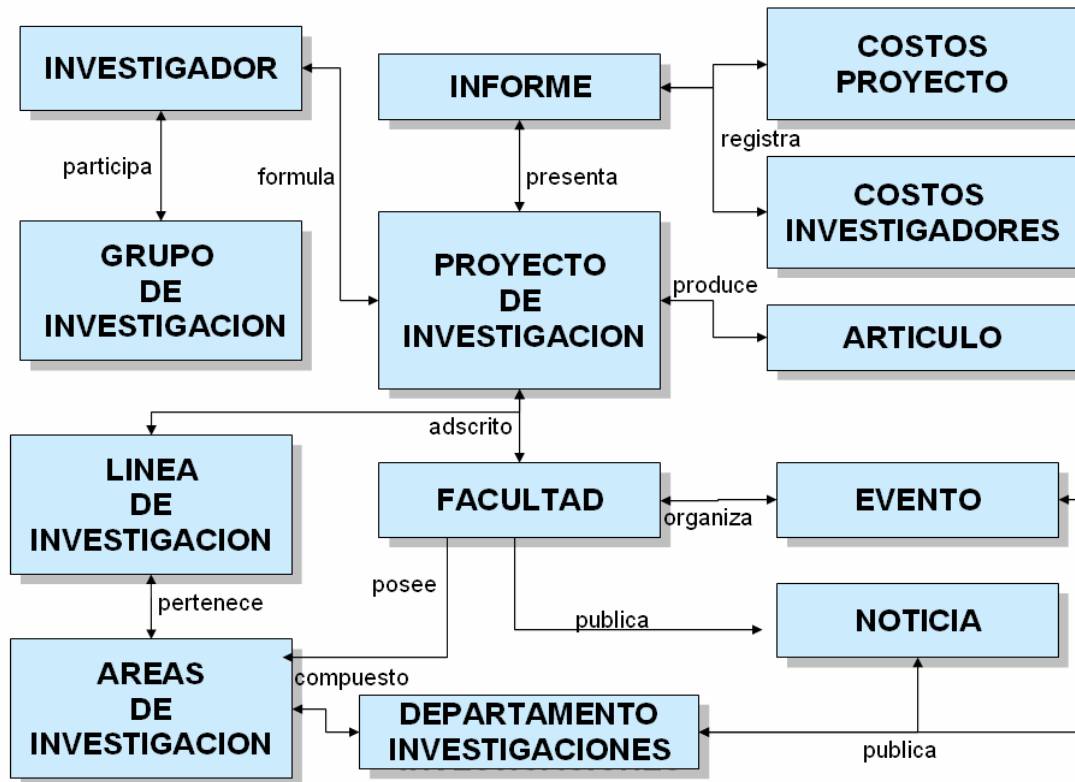 INVESTIGADOR
INFORME
COSTOS
PROYECTO
participa
formula
presenta
registra
GRUPO
DE
INVESTIGACION
PROYECTO
DE
INVESTIGACION
COSTOS
INVESTIGADORES
produce
ARTICULO
adscrito
LINEA
DE
INVESTIGACION
FACULTAD
organiza
EVENTO
pertenece
posee
publica
NOTICIA
AREAS
DE
INVESTIGACION
compuesto
DEPARTAMENTO
INVESTIGACIONES
publica